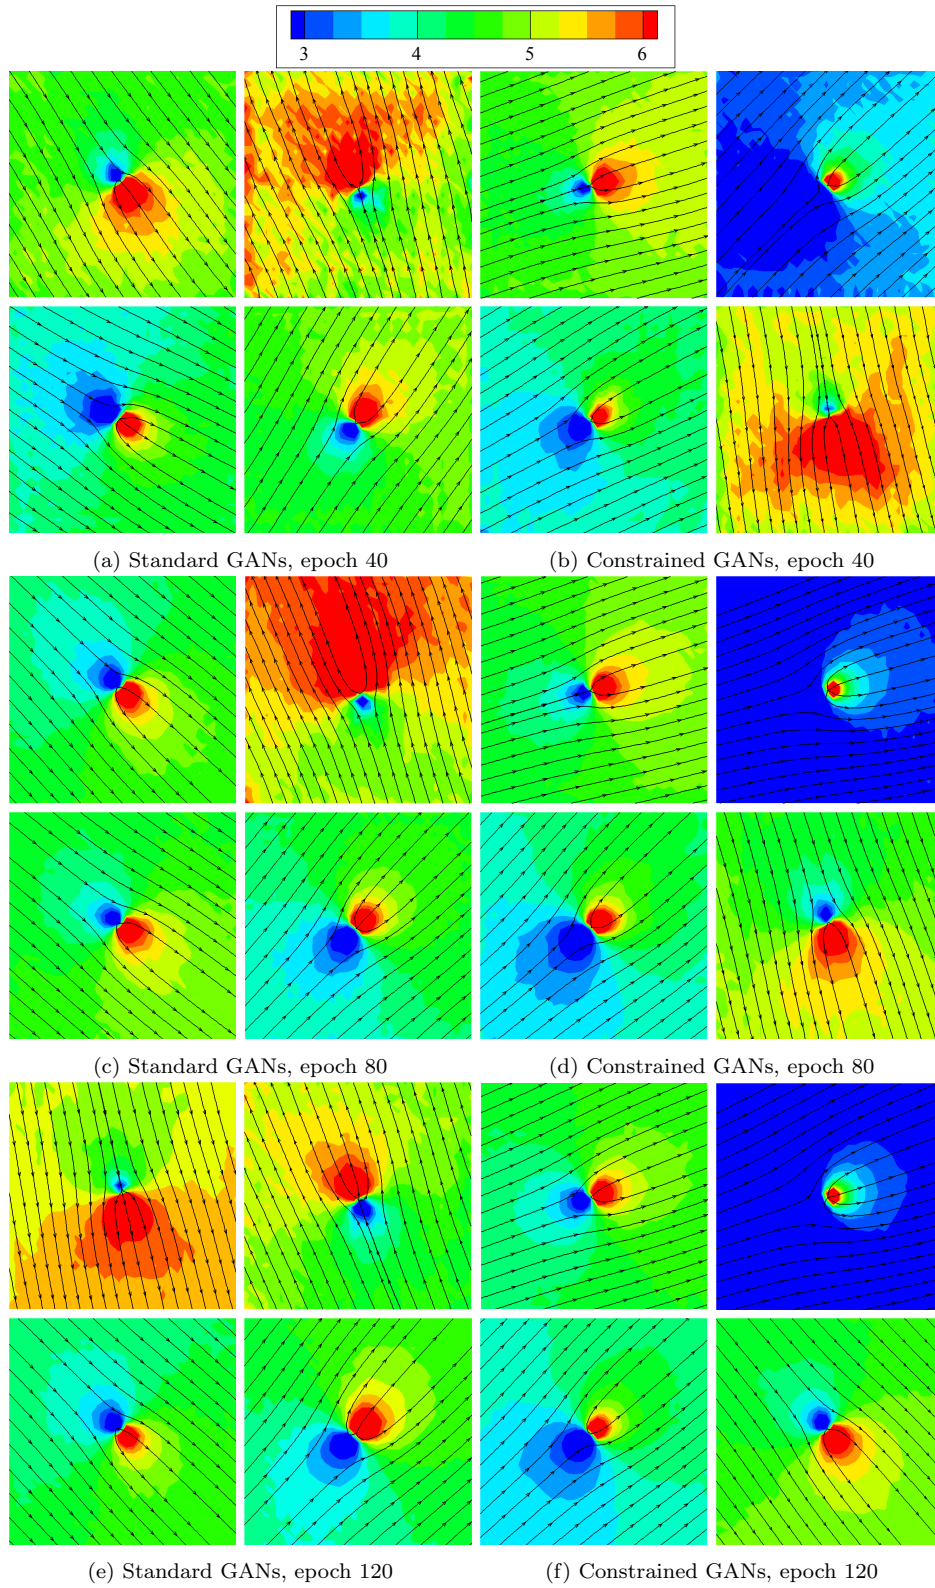 3 4 5 6
(a) Standard GANs, epoch 40 (b) Constrained GANs, epoch 40
(c) Standard GANs, epoch 80 (d) Constrained GANs, epoch 80
(e) Standard GANs, epoch 120 (f) Constrained GANs, epoch 120